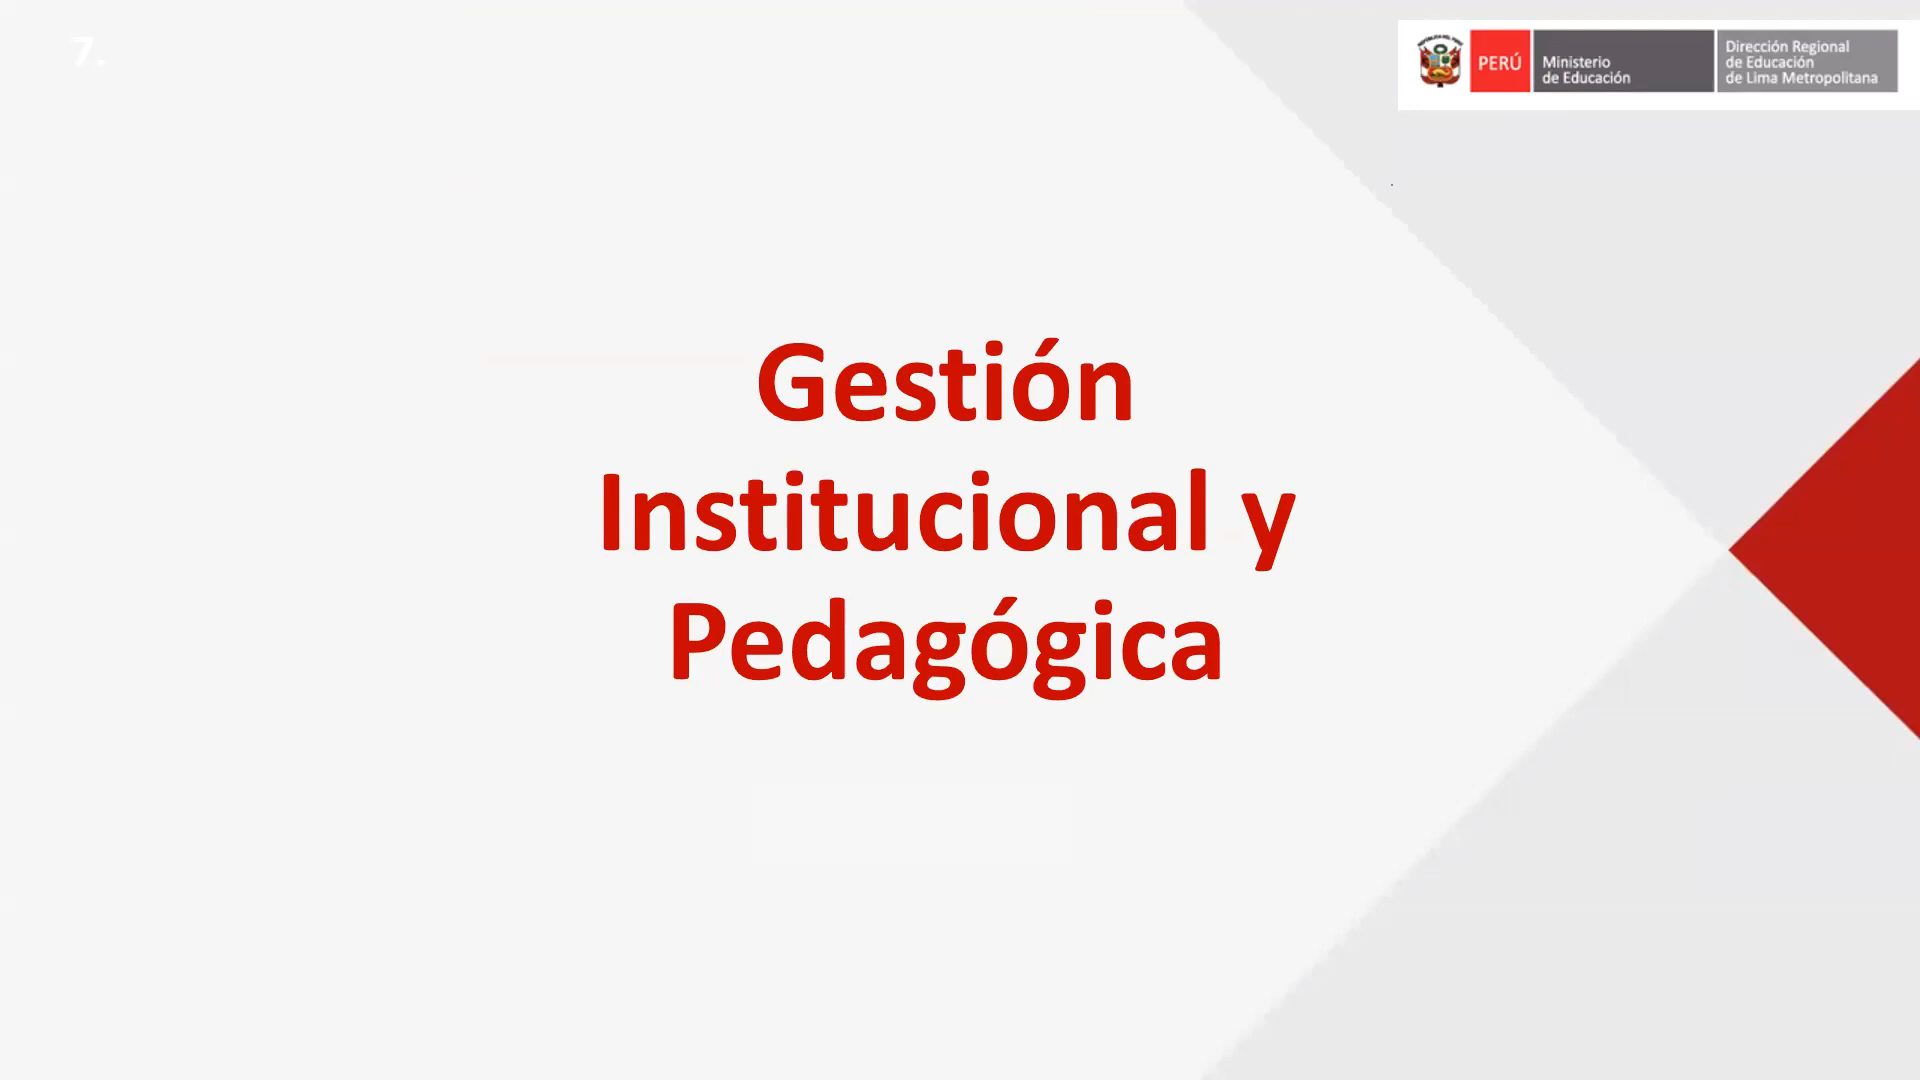 7.
PERÚ
Ministerio
de Educación
Dirección Regional
de Educación
de Lima Metropolitana
Gestión
Institucional y
Pedagógica